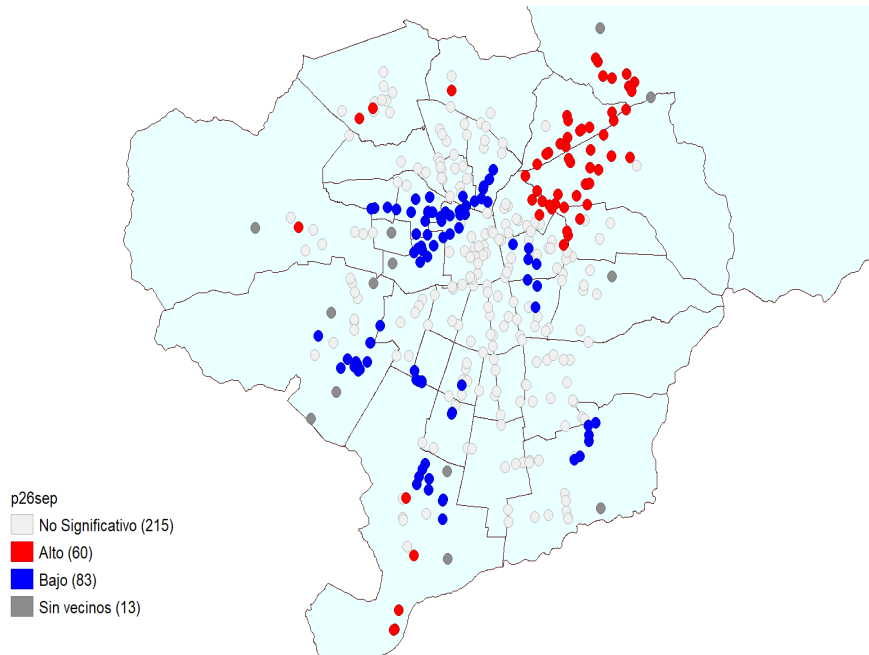 p26sep
No Significativo (215)
Alto (60)
Bajo (83)
Sin vecinos (13)